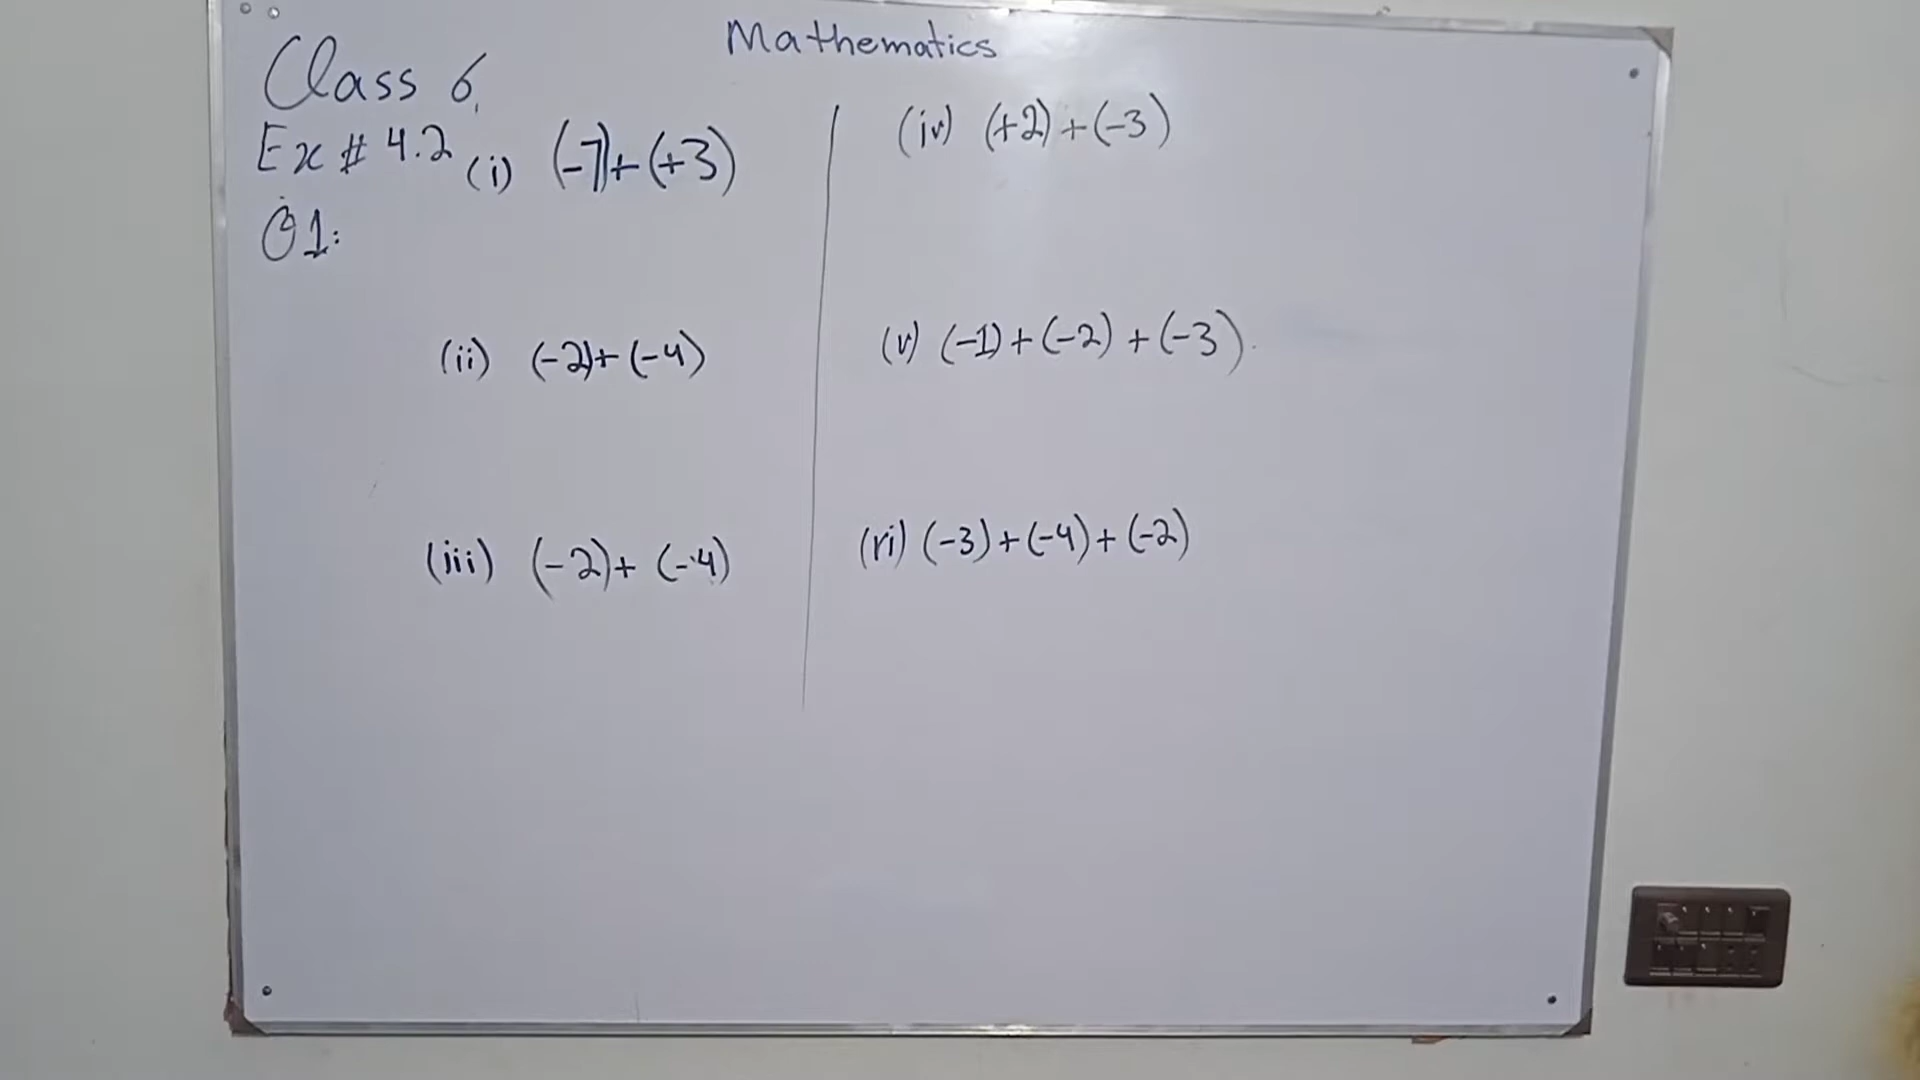 Mathematics
Class 6
Ex # 4.2
Q1:
(i) (-7)+(+3)
(ii) (-2)+(-4)
(iii) (-2)+(-4)
(iv) (+2)+(-3)
(v) (-1)+(-2)+(-3)
(vi) (-3)+(-4)+(-2)